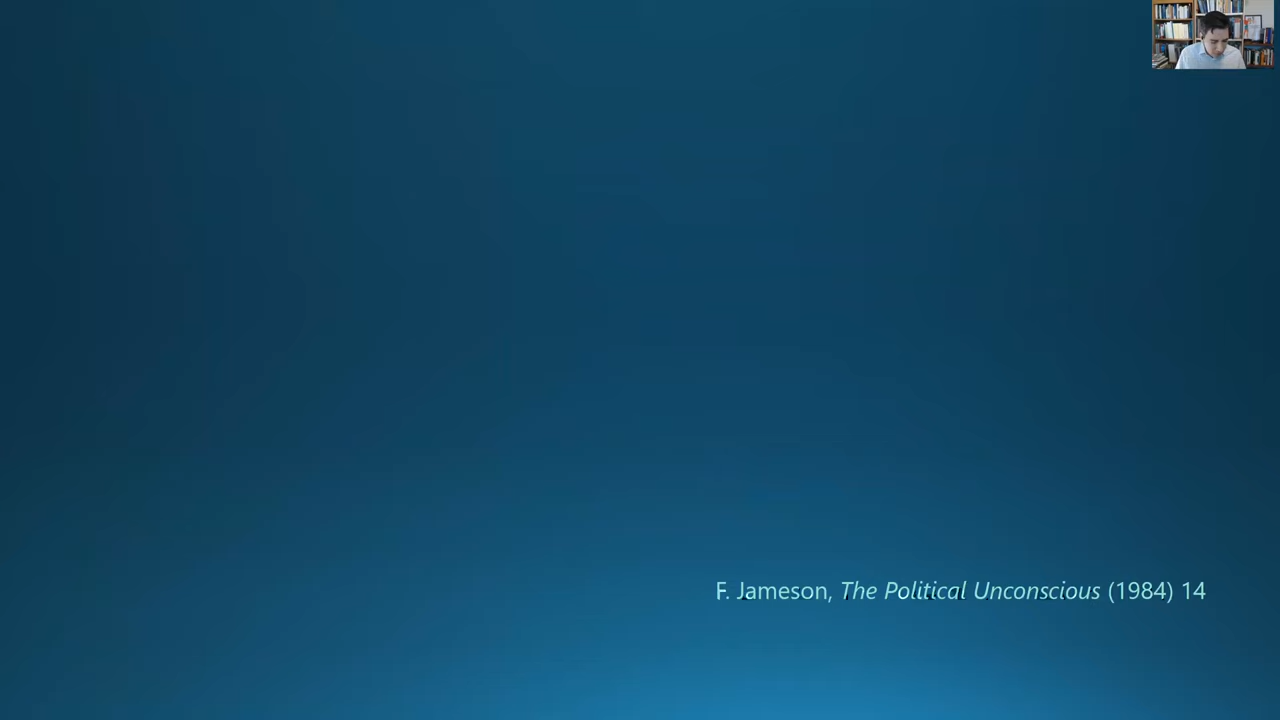 F. Jameson, The Political Unconscious (1984) 14